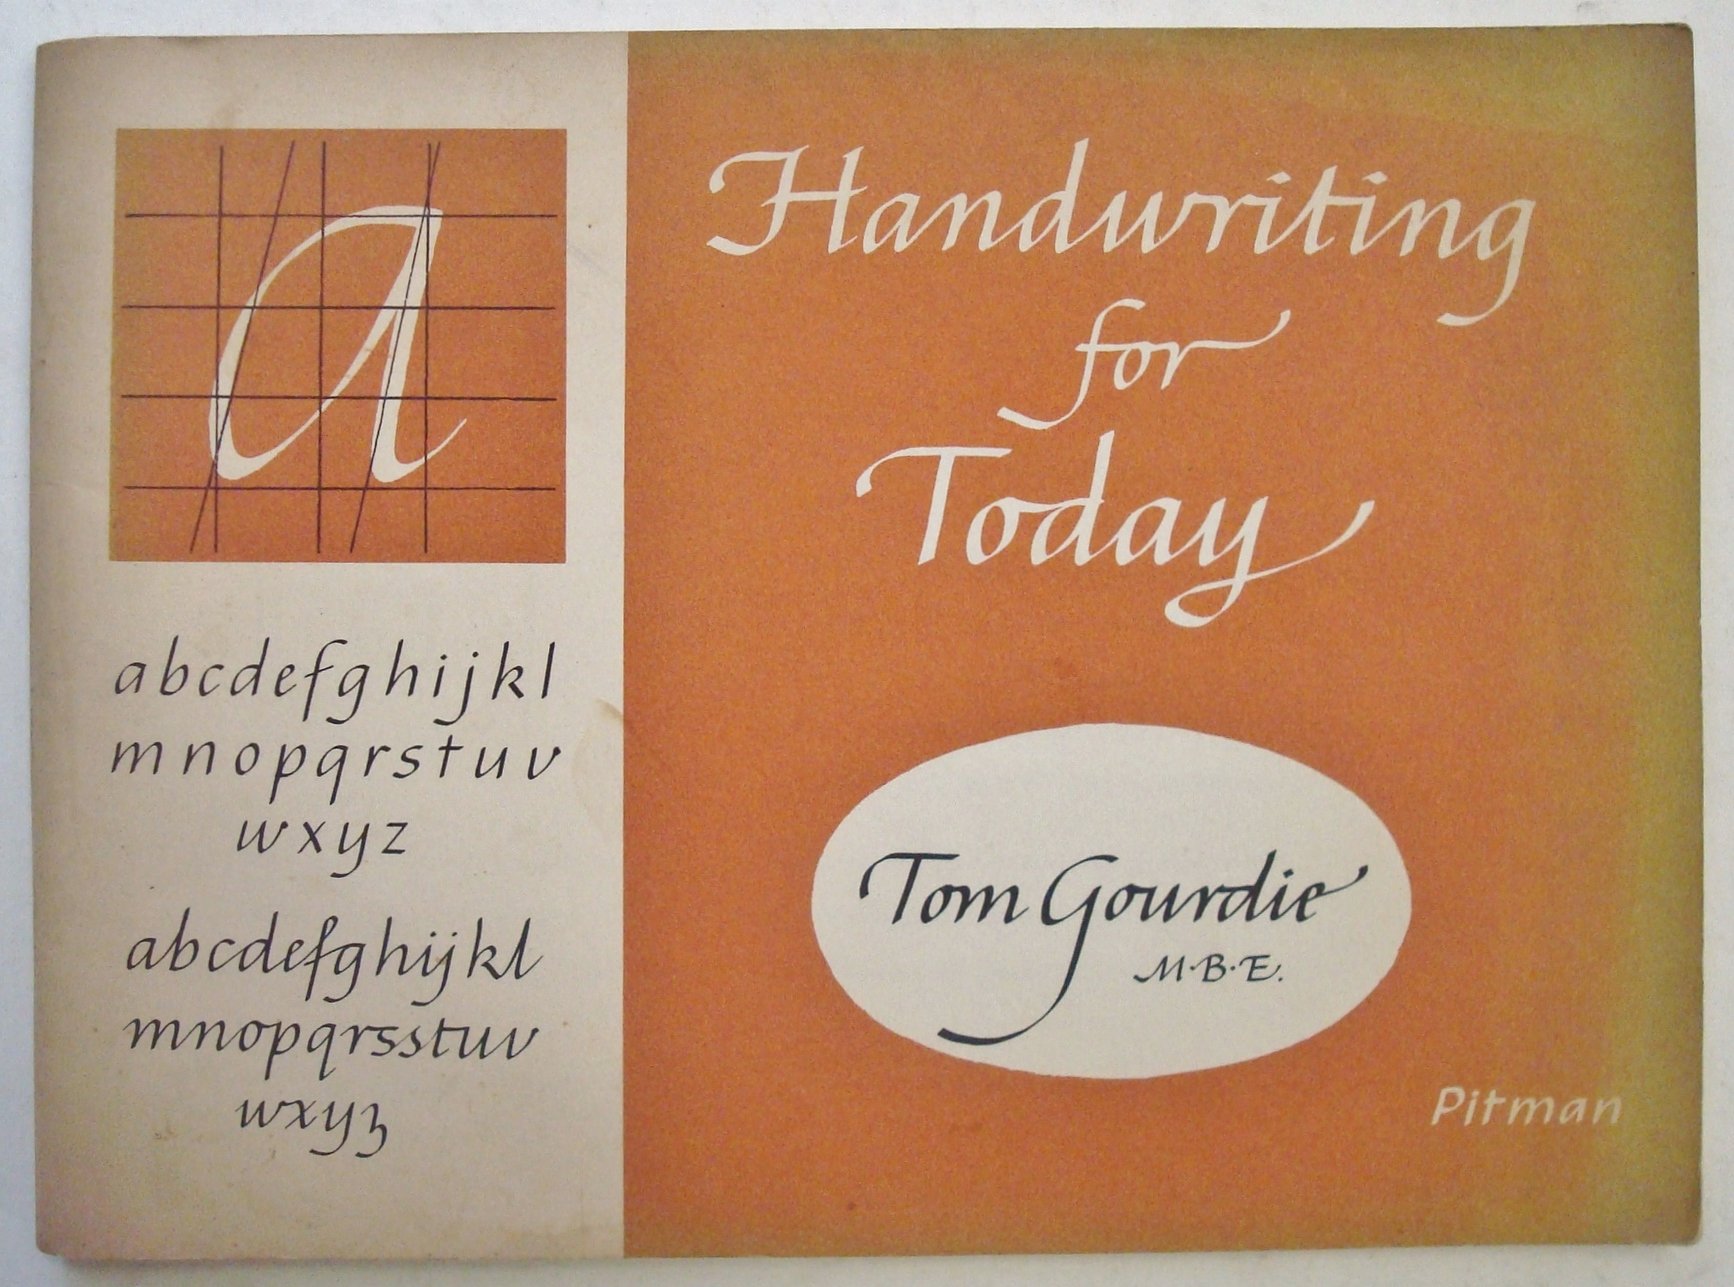 a
abcdefghijkl
mnopqrstuv
wxyz
abcdefghijkl
mnopqrsstuv
wxyz
Handwriting
for
Today
Tom Gourdie
M·B·E.
Pitman